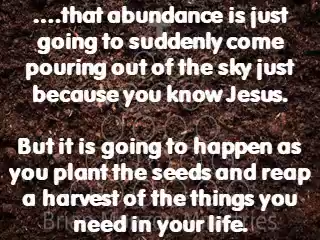 ....that abundance is just
going to suddenly come
pouring out of the sky just
because you know Jesus.
But it is going to happen as
you plant the seeds and reap
a harvest of the things you
need in your life.